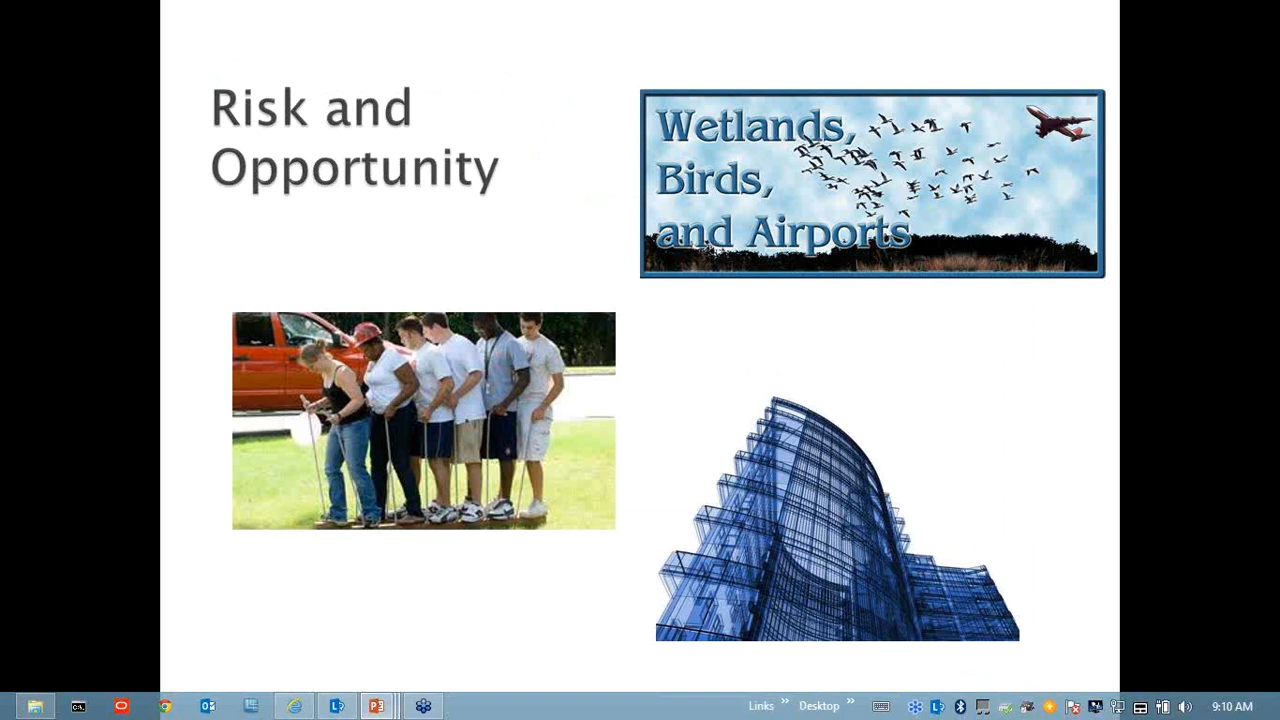 Risk and
Opportunity
Wetlands,
Birds,
and Airports
Links
Desktop
9:10 AM